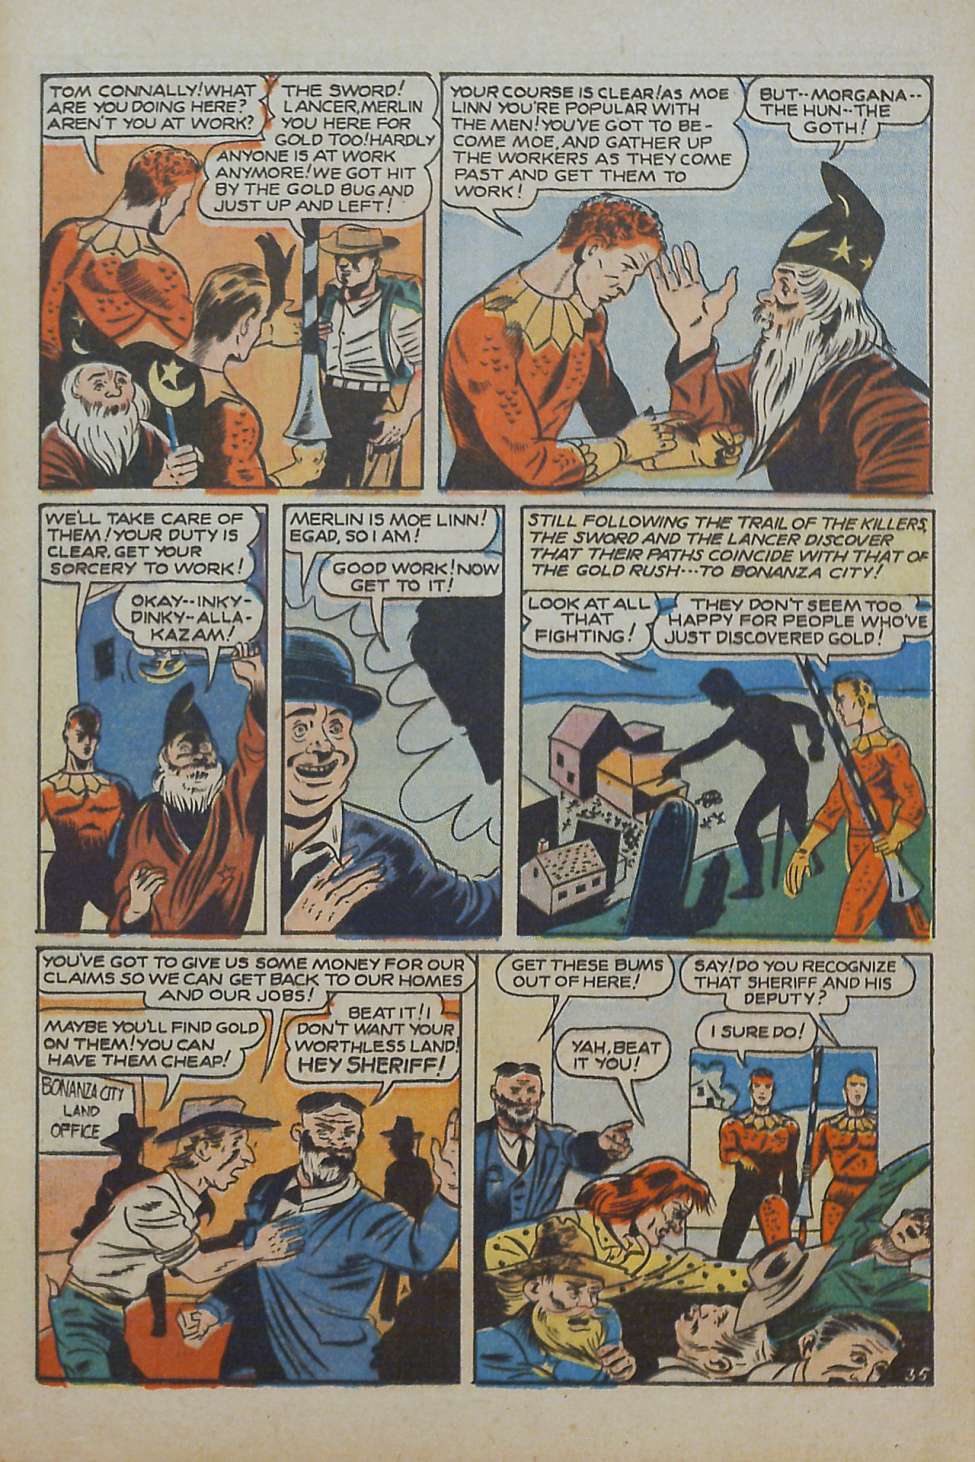 TOM CONNALLY! WHAT
ARE YOU DOING HERE?
AREN'T YOU AT WORK?
THE SWORD!
LANCER, MERLIN
YOU HERE FOR
GOLD TOO! HARDLY
ANYONE IS AT WORK
ANYMORE! WE GOT HIT
BY THE GOLD BUG AND
JUST UP AND LEFT!
YOUR COURSE IS CLEAR! AS MOE
LINN YOU'RE POPULAR WITH
THE MEN! YOU'VE GOT TO BE-
COME MOE, AND GATHER UP
THE WORKERS AS THEY COME
PAST AND GET THEM TO
WORK!
BUT--MORGANA--
THE HUN--THE
GOTH!
WE'LL TAKE CARE OF
THEM! YOUR DUTY IS
CLEAR, GET YOUR
SORCERY TO WORK!
OKAY--INKY-
DINKY--ALLA-
KAZAM!
MERLIN IS MOE LINN!
EGAD, SO I AM!
GOOD WORK! NOW
GET TO IT!
STILL FOLLOWING THE TRAIL OF THE KILLERS,
THE SWORD AND THE LANCER DISCOVER
THAT THEIR PATHS COINCIDE WITH THAT OF
THE GOLD RUSH---TO BONANZA CITY!
LOOK AT ALL
THAT
FIGHTING!
THEY DON'T SEEM TOO
HAPPY FOR PEOPLE WHO'VE
JUST DISCOVERED GOLD!
YOU'VE GOT TO GIVE US SOME MONEY FOR OUR
CLAIMS SO WE CAN GET BACK TO OUR HOMES
AND OUR JOBS!
MAYBE YOU'LL FIND GOLD
ON THEM! YOU CAN
HAVE THEM CHEAP!
BEAT IT! I
DON'T WANT YOUR
WORTHLESS LAND!
HEY SHERIFF!
BONANZA CITY
LAND
OFFICE
GET THESE BUMS
OUT OF HERE!
YAH, BEAT
IT YOU!
SAY! DO YOU RECOGNIZE
THAT SHERIFF AND HIS
DEPUTY?
I SURE DO!
35